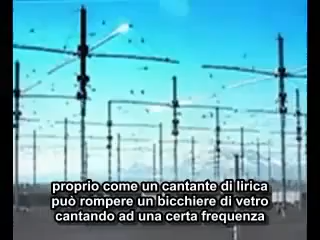 proprio come un cantante di lirica
può rompere un bicchiere di vetro
cantando ad una certa frequenza